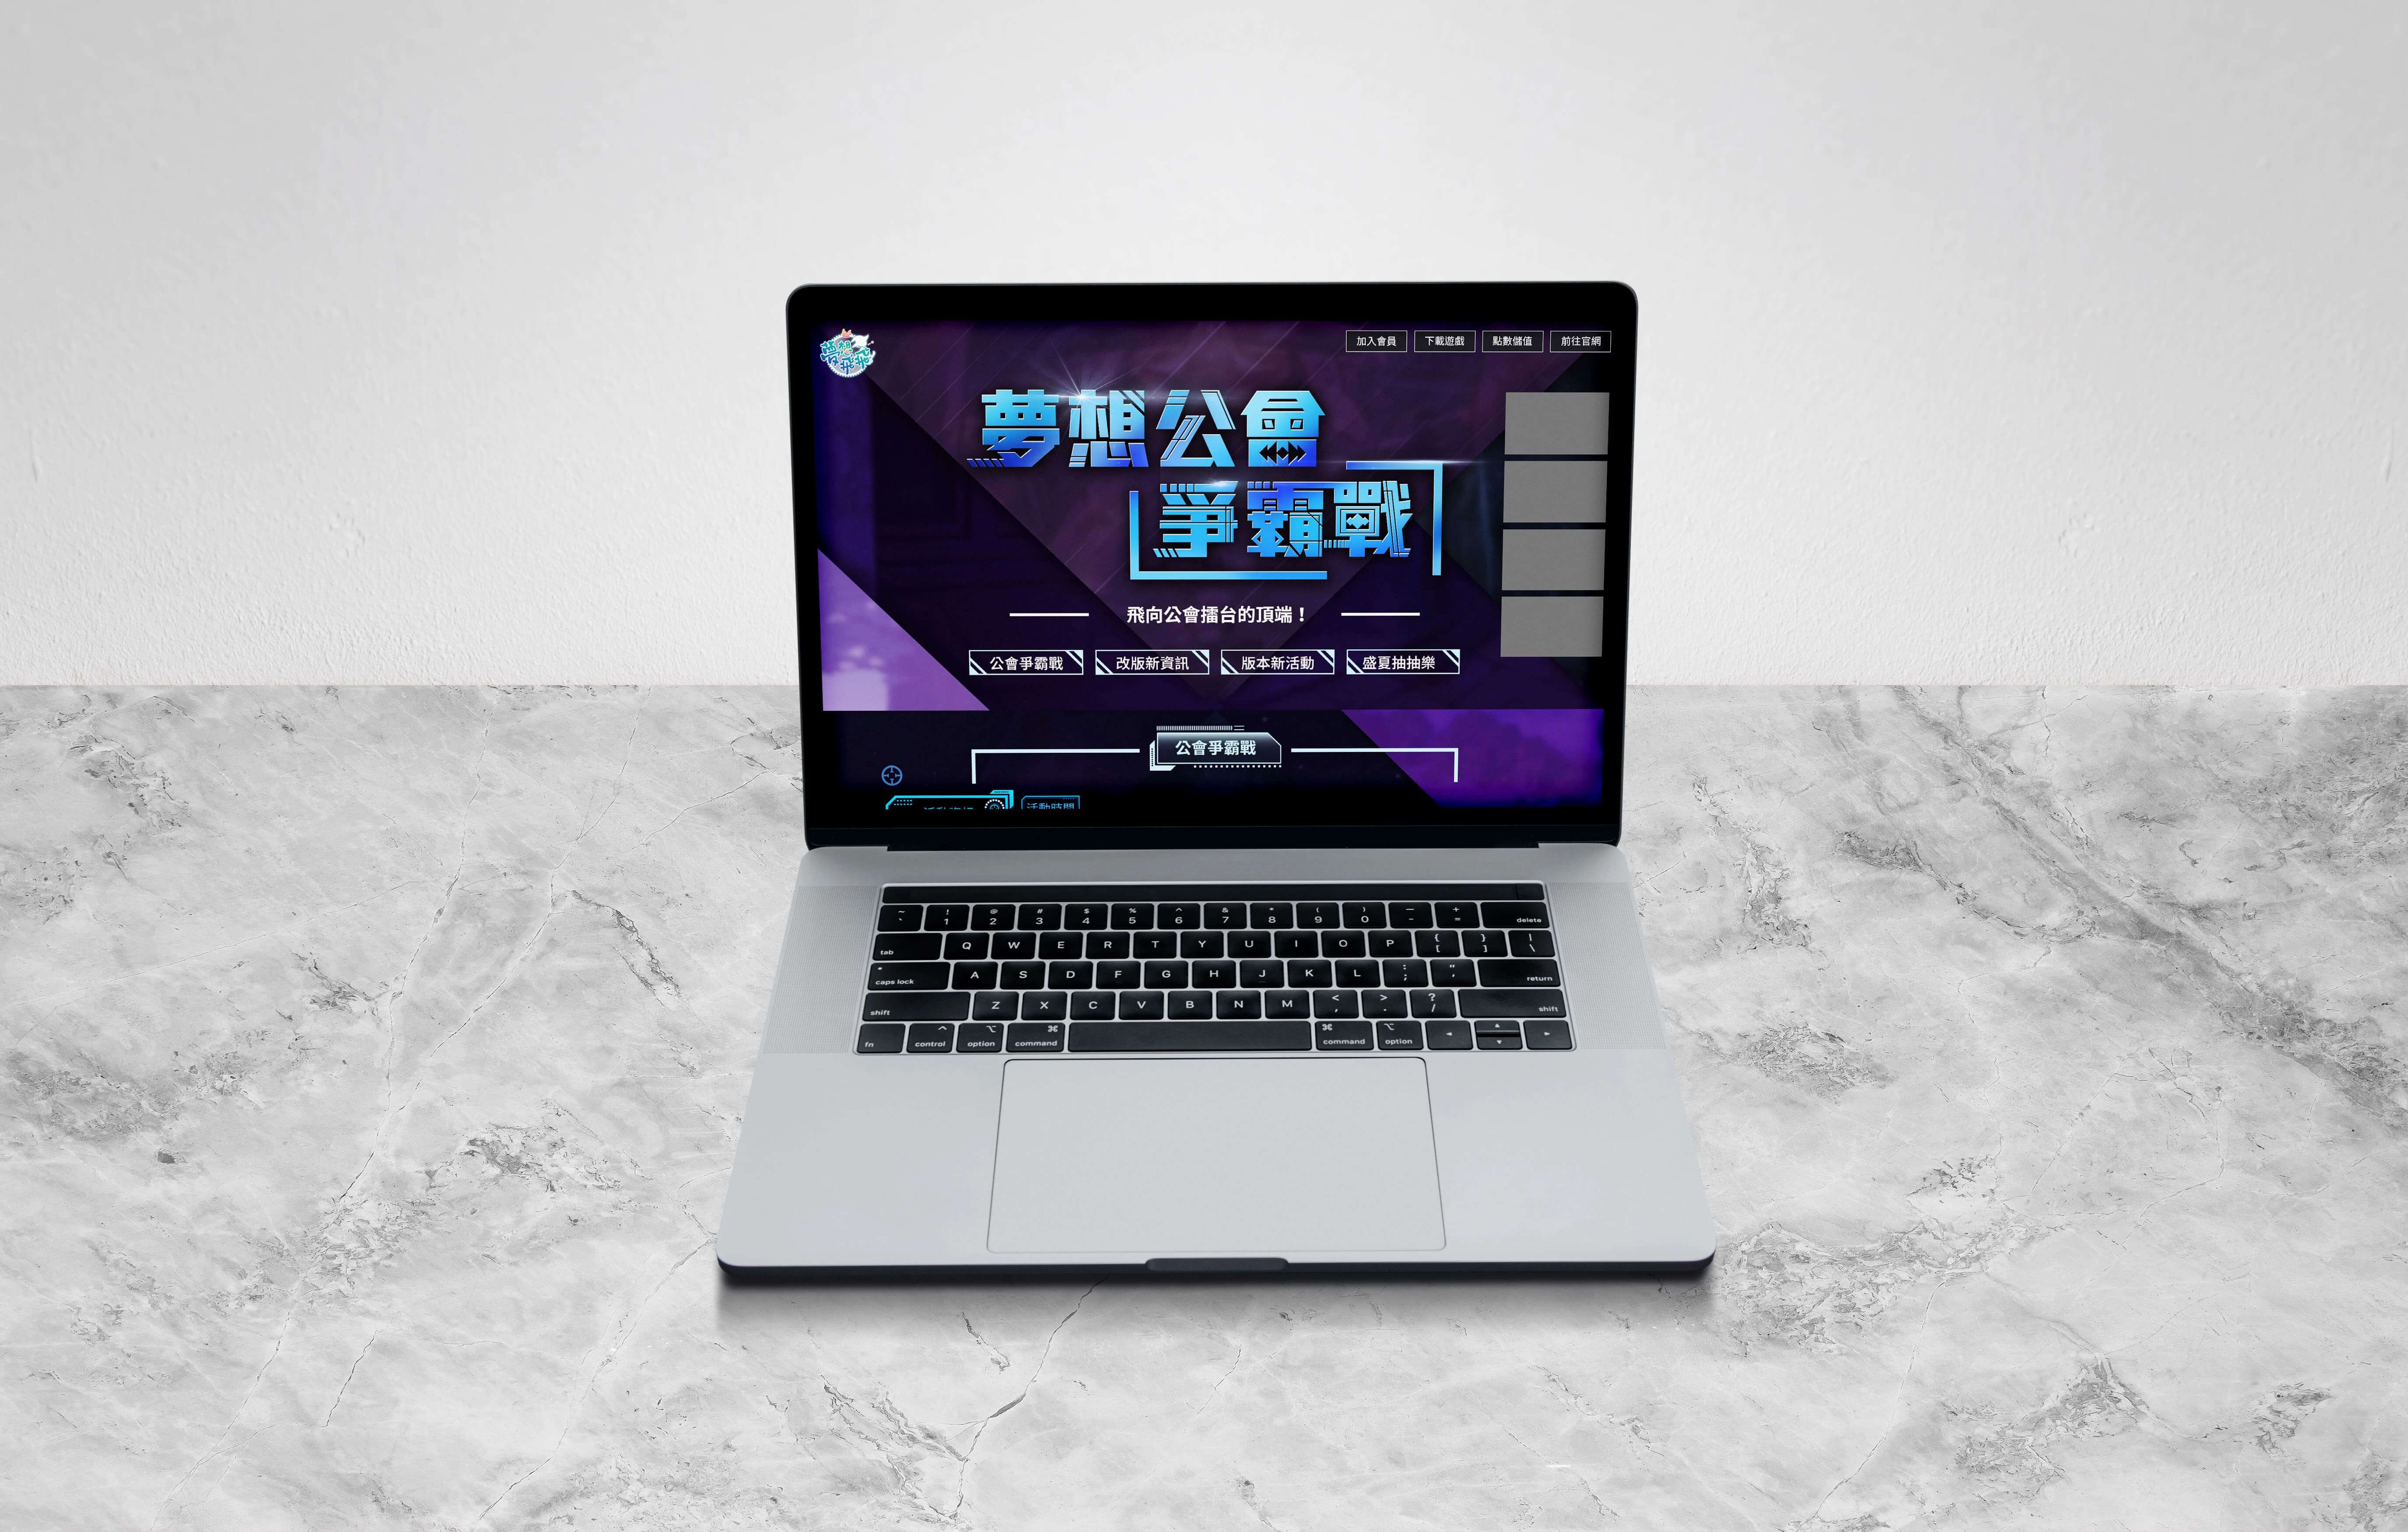 夢想飛飛
加入會員 下載遊戲 點數儲值 前往官網
夢想公會
爭霸戰
飛向公會擂台的頂端！
公會爭霸戰 改版新資訊 版本新活動 盛夏抽抽樂
公會爭霸戰
活動時間
~ ! @ # $ % ^ & * ( ) — +
` 1 2 3 4 5 6 7 8 9 0 - = delete
tab Q W E R T Y U I O P { [ } ] | \
caps lock A S D F G H J K L : ; " ' return
shift Z X C V B N M < , > . ? / shift
fn control option command command option